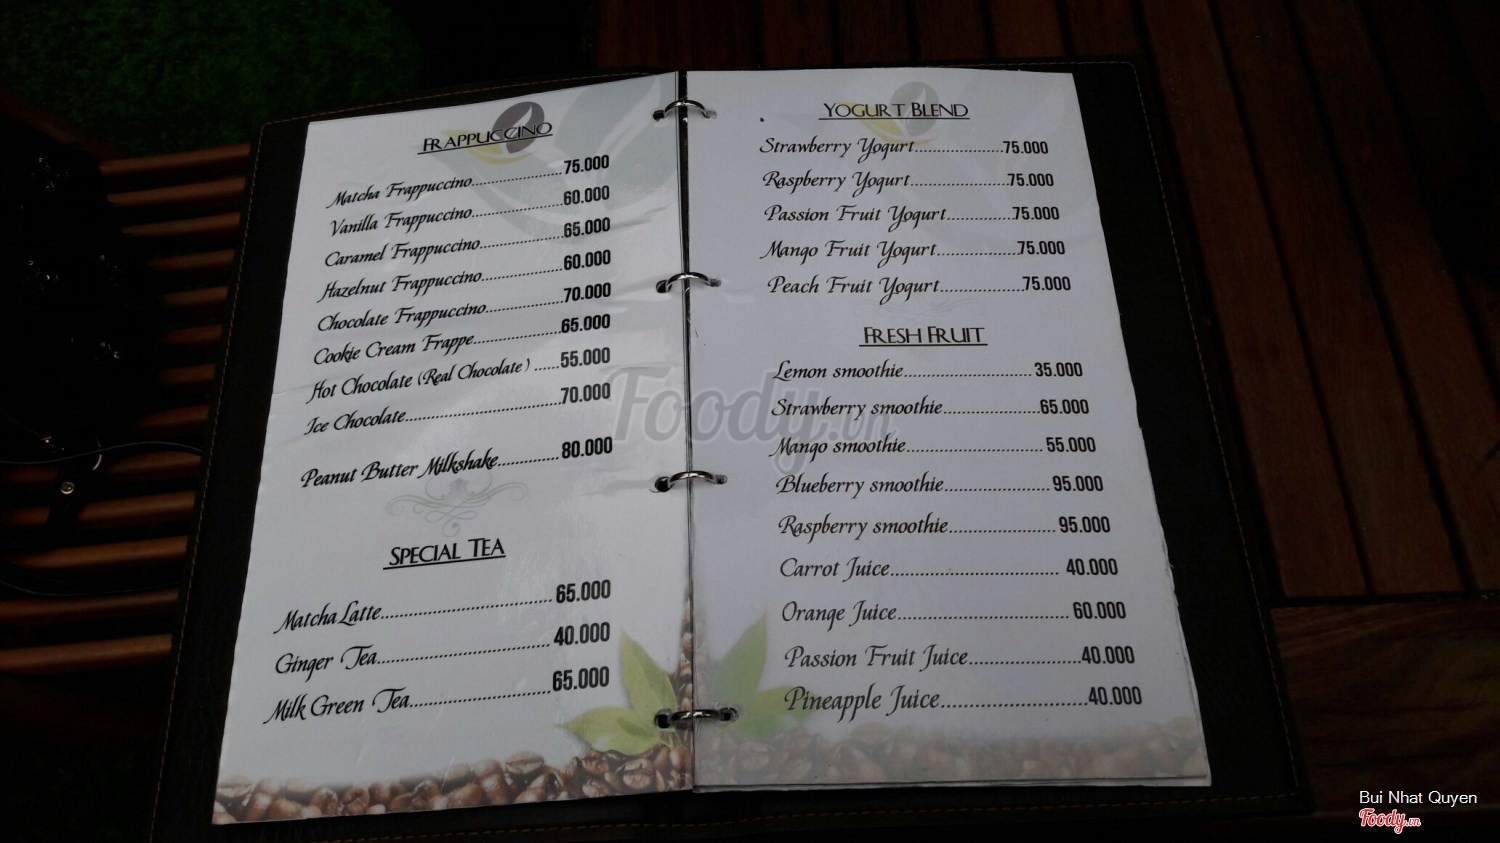 FRAPPUCCINO
Matcha Frappuccino............................75.000
Vanilla Frappuccino............................60.000
Caramel Frappuccino............................65.000
Hazelnut Frappuccino............................60.000
Chocolate Frappuccino............................70.000
Cookie Cream Frappe............................65.000
Hot Chocolate (Real Chocolate) ......55.000
Ice Chocolate............................70.000
Peanut Butter Milkshake...............80.000
SPECIAL TEA
Matcha Latte............................65.000
Ginger Tea............................40.000
Milk Green Tea............................65.000
YOGURT BLEND
Strawberry Yogurt....................75.000
Raspberry Yogurt......................75.000
Passion Fruit Yogurt...............75.000
Mango Fruit Yogurt..................75.000
Peach Fruit Yogurt...................75.000
FRESH FRUIT
Lemon smoothie............................35.000
Strawberry smoothie.....................65.000
Mango smoothie............................55.000
Blueberry smoothie......................95.000
Raspberry smoothie......................95.000
Carrot Juice.................................. 40.000
Orange Juice.................................. 60.000
Passion Fruit Juice......................40.000
Pineapple Juice............................40.000
Foody.vn
Bui Nhat Quyen
Foody.vn